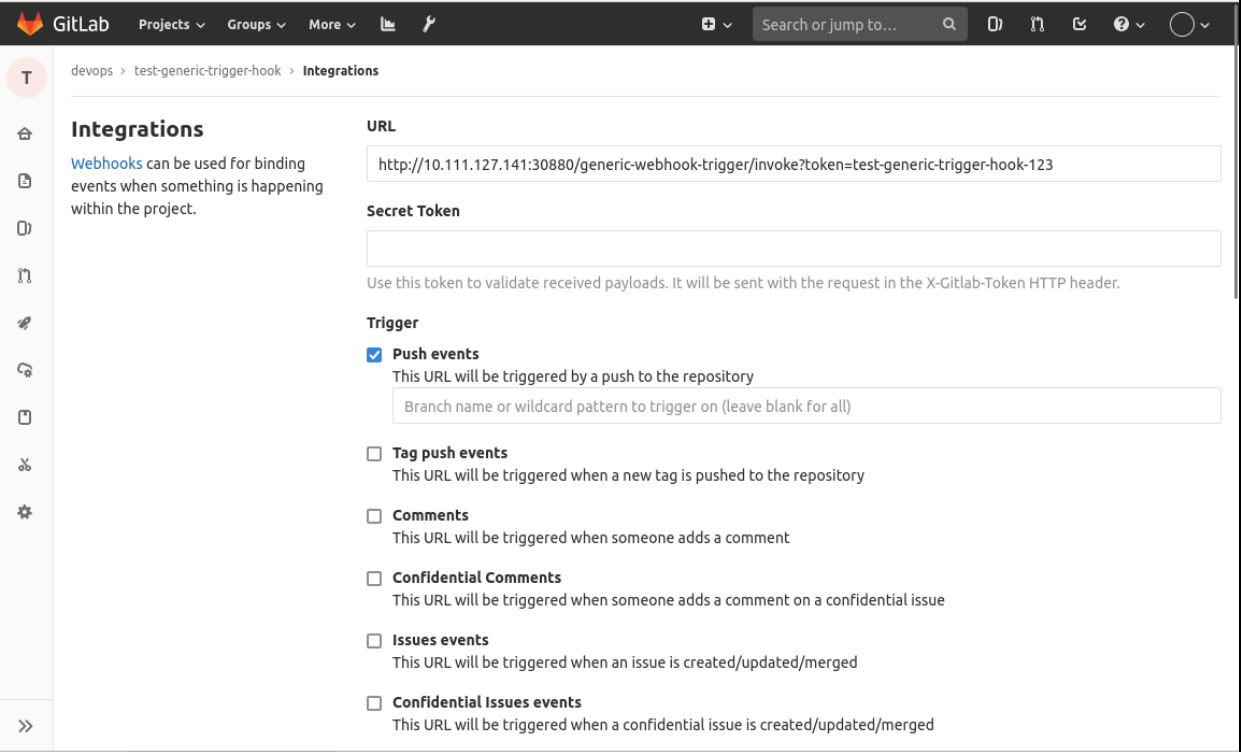 GitLab Projects Groups More Search or jump to...
T devops › test-generic-trigger-hook › Integrations
Integrations
Webhooks can be used for binding
events when something is happening
within the project.
URL
http://10.111.127.141:30880/generic-webhook-trigger/invoke?token=test-generic-trigger-hook-123
Secret Token
Use this token to validate received payloads. It will be sent with the request in the X-Gitlab-Token HTTP header.
Trigger
Push events
This URL will be triggered by a push to the repository
Branch name or wildcard pattern to trigger on (leave blank for all)
Tag push events
This URL will be triggered when a new tag is pushed to the repository
Comments
This URL will be triggered when someone adds a comment
Confidential Comments
This URL will be triggered when someone adds a comment on a confidential issue
Issues events
This URL will be triggered when an issue is created/updated/merged
Confidential Issues events
This URL will be triggered when a confidential issue is created/updated/merged